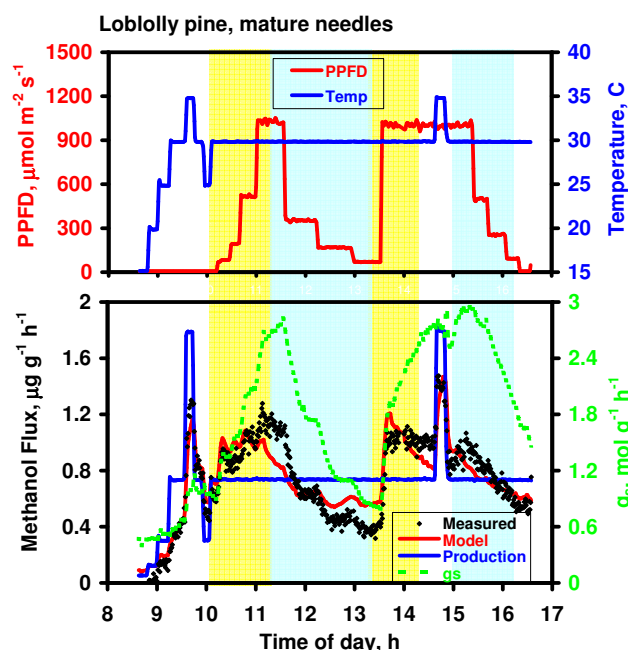 Loblolly pine, mature needles
1500
1200
900
600
300
0
PPFD, μmol m⁻² s⁻¹
PPFD
Temp
40
35
30
25
20
15
Temperature, C
2
1.6
1.2
0.8
0.4
0
Methanol Flux, μg g⁻¹ h⁻¹
3
2.4
1.8
1.2
0.6
0
mol g⁻¹ h⁻¹
Measured
Model
Production
gs
8 9 10 11 12 13 14 15 16 17
Time of day, h